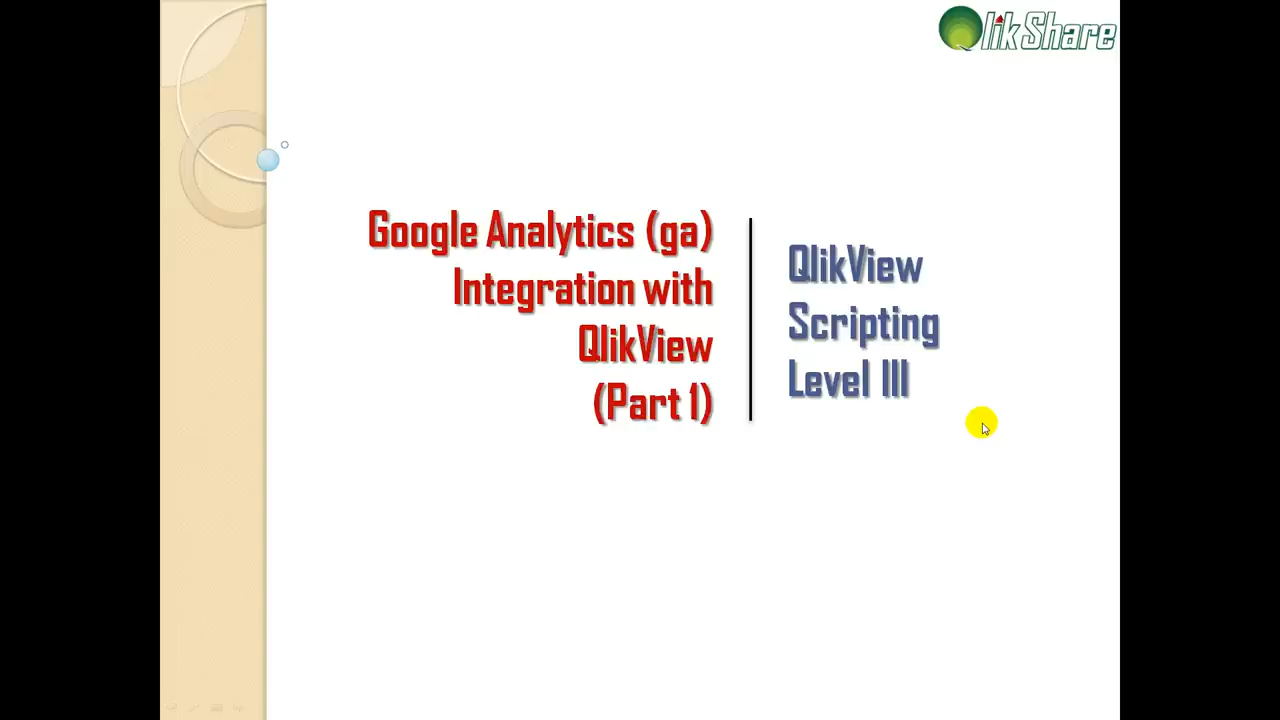 QlikShare
Google Analytics (ga)
Integration with
QlikView
(Part 1)
QlikView
Scripting
Level III